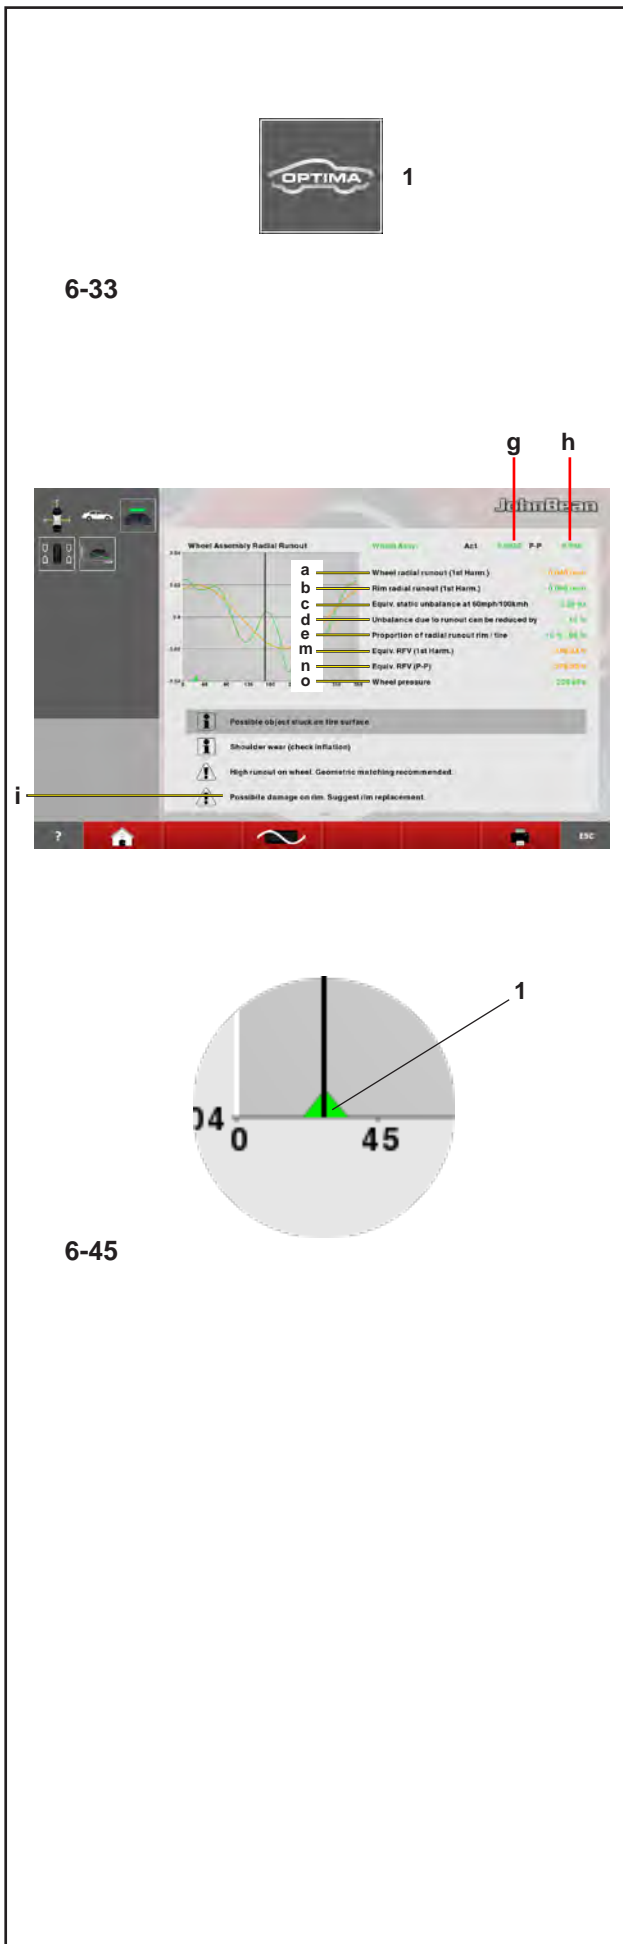 OPTIMA
1
6-33
g h
JohnBean
Wheel Assembly Radial Runout Act P-P
a Wheel radial runout (1st Harm.)
b Rim radial runout (1st Harm.)
c Equiv. static unbalance at 60mph/100kmh
d Unbalance due to runout can be reduced by
e Proportion of radial runout rim / tire
m Equiv. RFV (1st Harm.)
n Equiv. RFV (P-P)
o Wheel pressure
Possible object stuck on tire surface
Shoulder wear (check inflation)
High runout on wheel. Geometric matching recommended.
i Possibile damage on rim. Suggest rim replacement.
? ESC
1
04
0 45
6-45